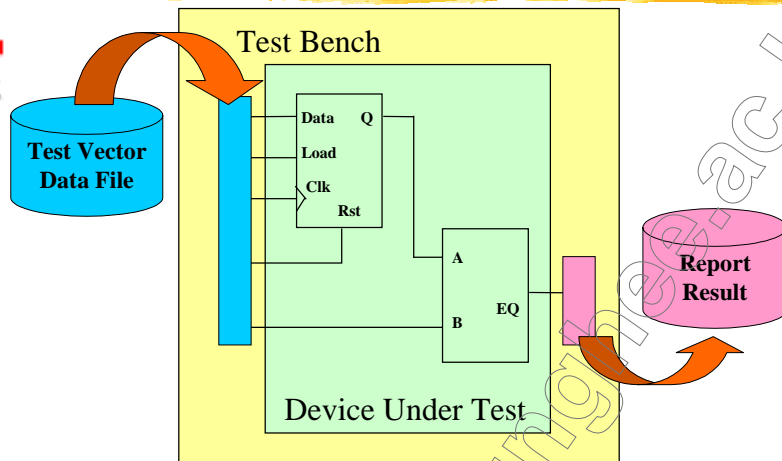 Test Bench
Test Vector
Data File
Data Q
Load
Clk
Rst
A
B
EQ
Report
Result
Device Under Test